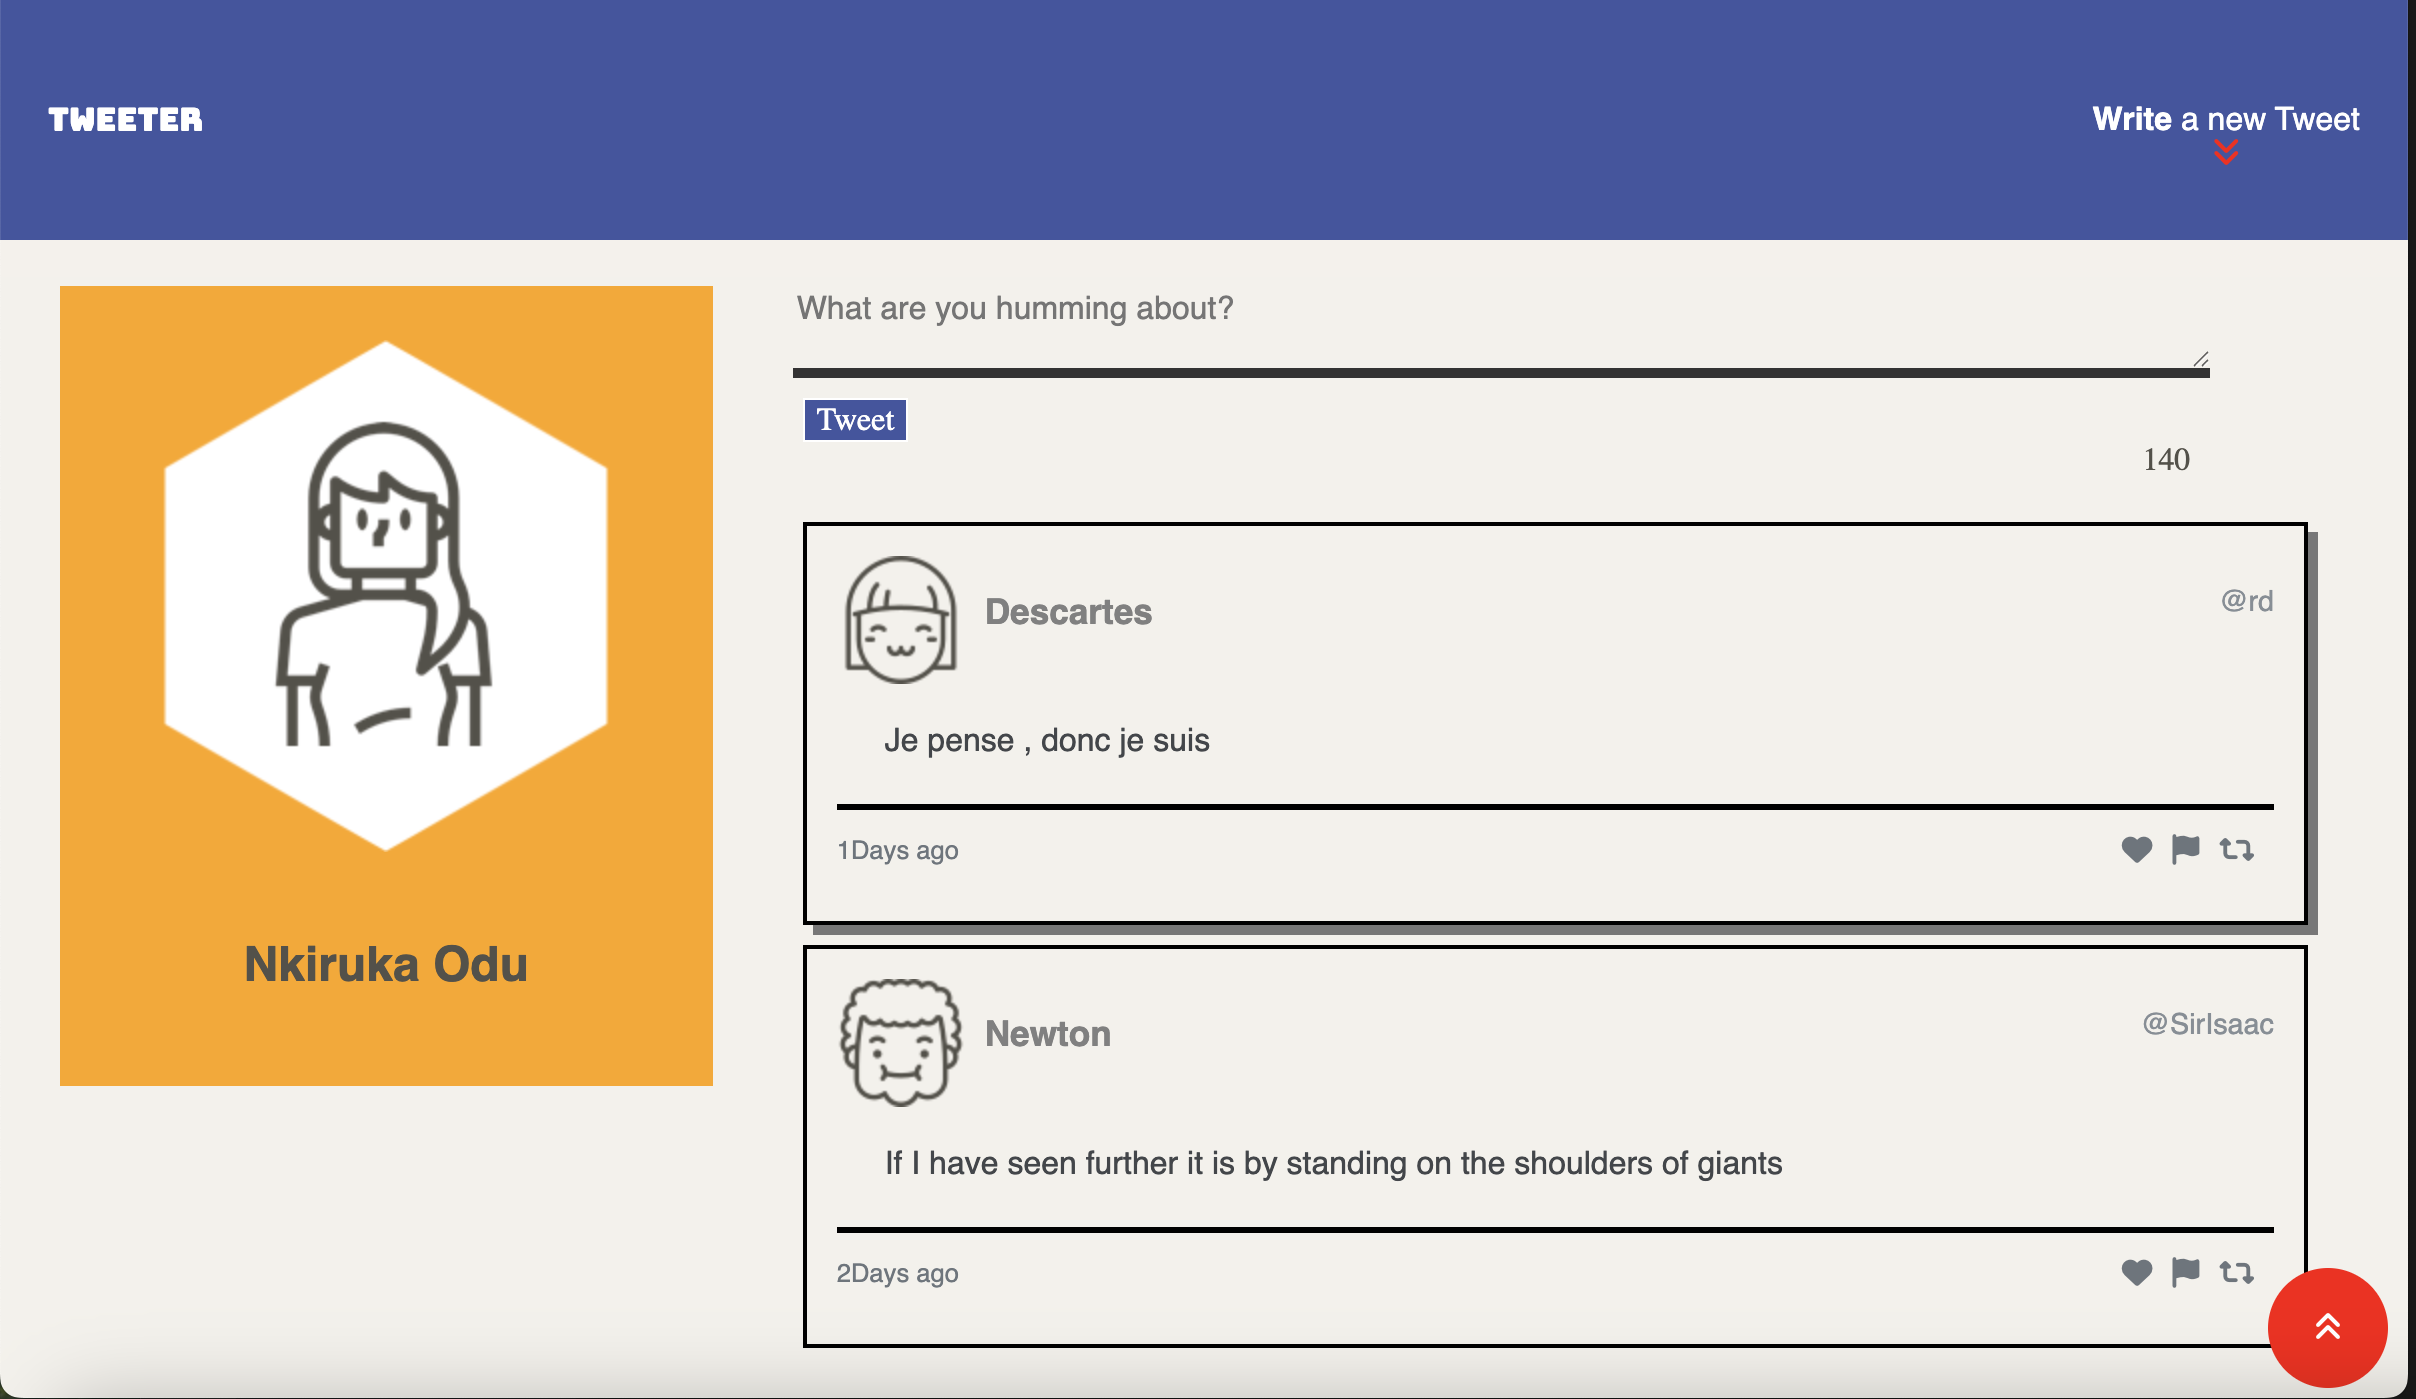 TWEETER
Write a new Tweet
Nkiruka Odu
What are you humming about?
Tweet
140
Descartes
@rd
Je pense , donc je suis
1Days ago
Newton
@SirIsaac
If I have seen further it is by standing on the shoulders of giants
2Days ago